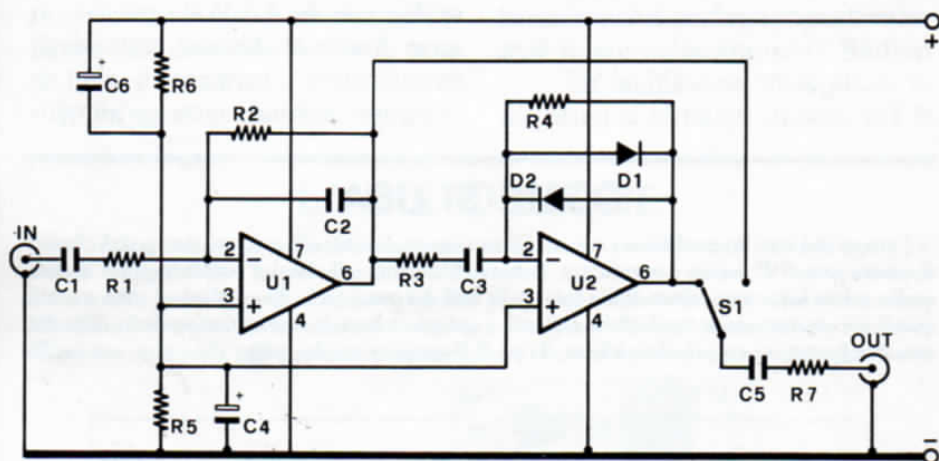 +
C6
+
R6
R2
R4
D1
D2
C2
IN
C1
R1
2
−
7
U1
6
3
+
4
R3
C3
2
−
7
U2
6
3
+
4
S1
OUT
C5
R7
R5
C4
+
−